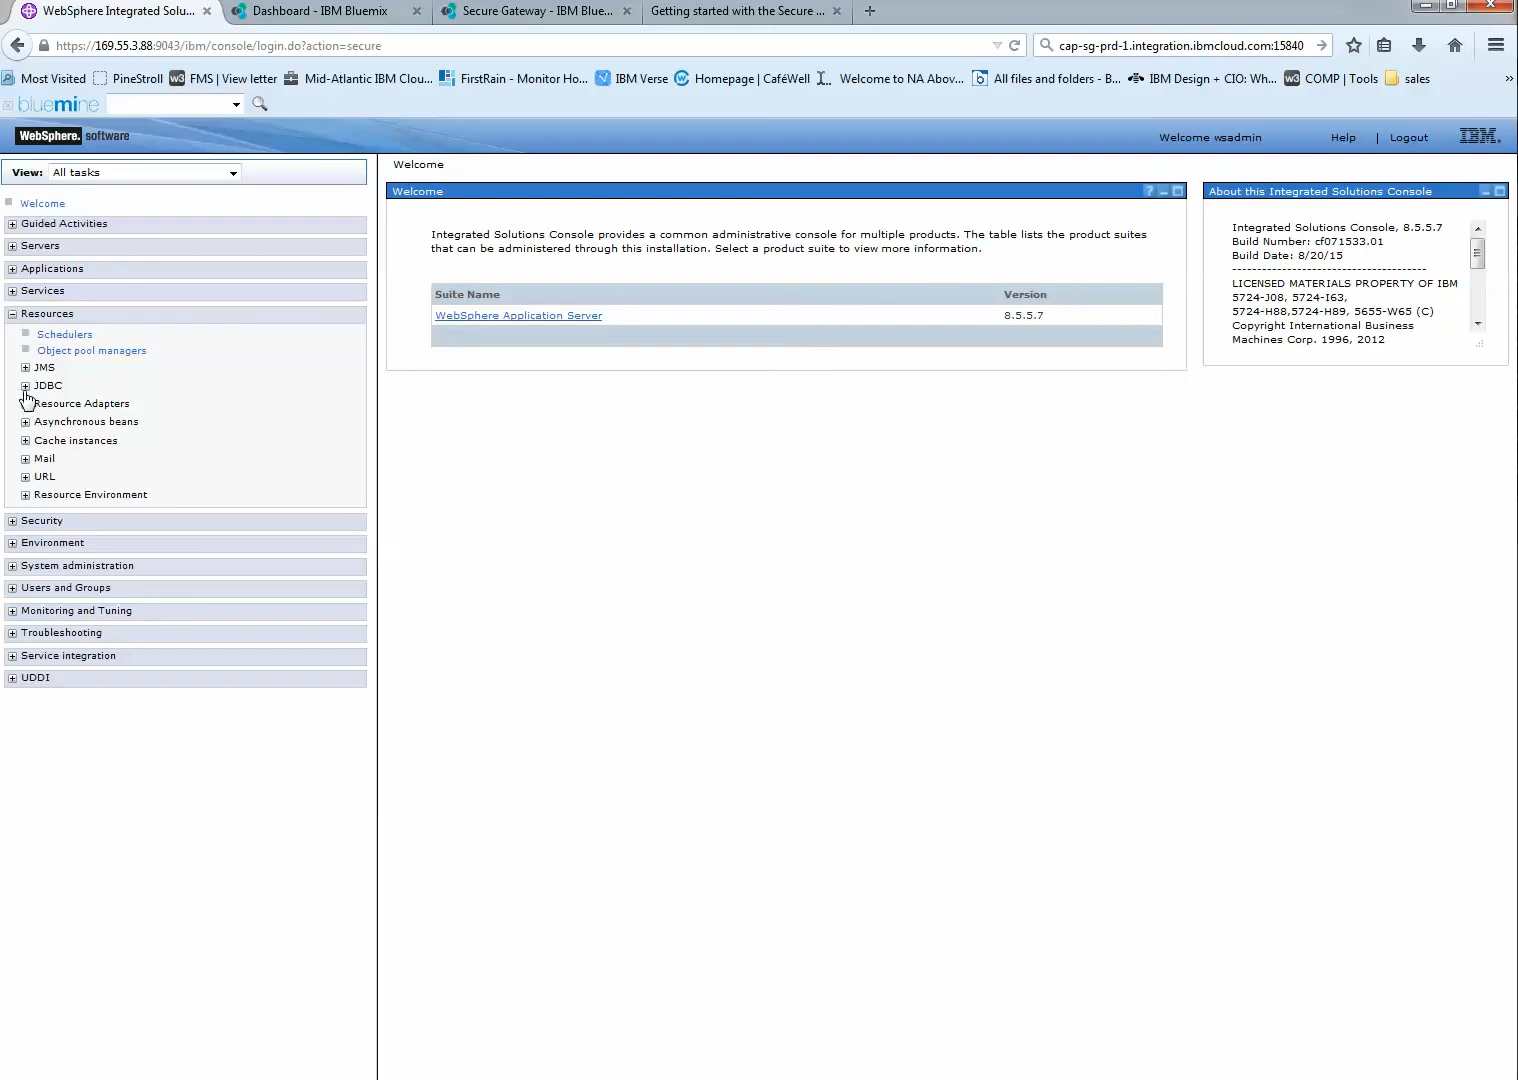 WebSphere Integrated Solu...
Dashboard - IBM Bluemix
Secure Gateway - IBM Blue...
Getting started with the Secure ...
https://169.55.3.88:9043/ibm/console/login.do?action=secure
cap-sg-prd-1.integration.ibmcloud.com:15840
Most Visited
PineStroll
w3 FMS | View letter
Mid-Atlantic IBM Clou...
FirstRain - Monitor Ho...
IBM Verse
Homepage | CaféWell
Welcome to NA Abov...
All files and folders - B...
IBM Design + CIO: Wh...
w3 COMP | Tools
sales
bluemine
WebSphere. software
Welcome wsadmin
Help | Logout
IBM.
View: All tasks
Welcome
Guided Activities
Servers
Applications
Services
Resources
Schedulers
Object pool managers
JMS
JDBC
Resource Adapters
Asynchronous beans
Cache instances
Mail
URL
Resource Environment
Security
Environment
System administration
Users and Groups
Monitoring and Tuning
Troubleshooting
Service integration
UDDI
Welcome
Welcome
?
Integrated Solutions Console provides a common administrative console for multiple products. The table lists the product suites
that can be administered through this installation. Select a product suite to view more information.
Suite Name Version
WebSphere Application Server 8.5.5.7
About this Integrated Solutions Console
Integrated Solutions Console, 8.5.5.7
Build Number: cf071533.01
Build Date: 8/20/15
---------------------------------------
LICENSED MATERIALS PROPERTY OF IBM
5724-J08, 5724-I63,
5724-H88,5724-H89, 5655-W65 (C)
Copyright International Business
Machines Corp. 1996, 2012